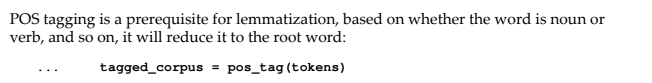 POS tagging is a prerequisite for lemmatization, based on whether the word is noun or
verb, and so on, it will reduce it to the root word:
... tagged_corpus = pos_tag(tokens)